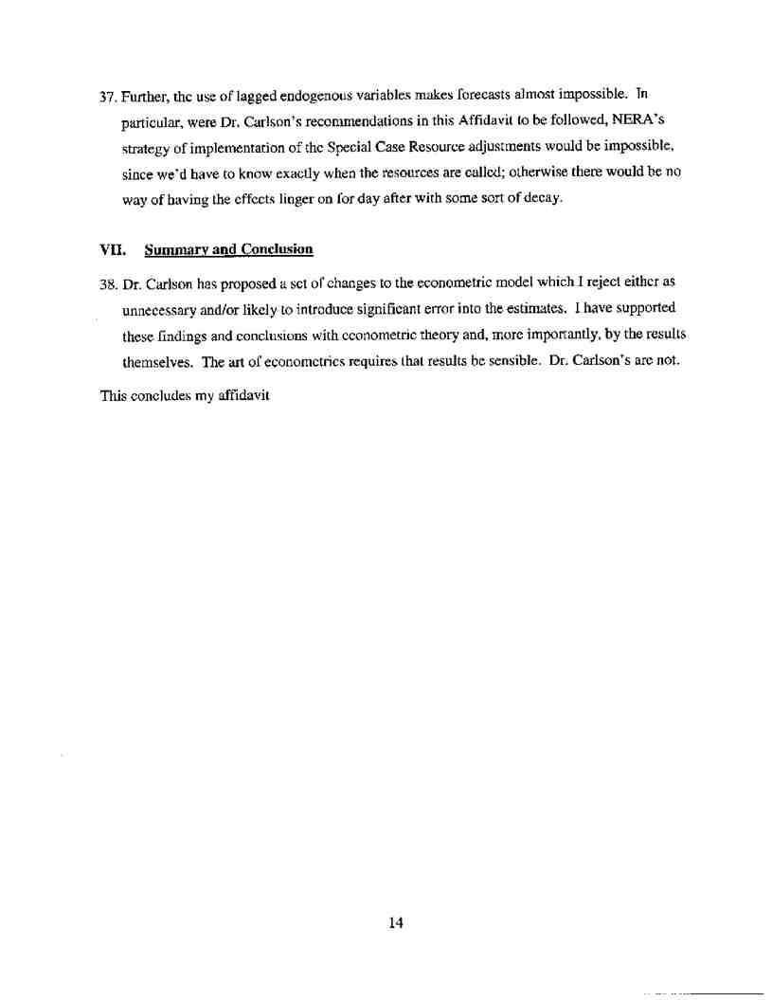 37. Further, the use of lagged endogenous variables makes forecasts almost impossible. In
particular, were Dr. Carlson's recommendations in this Affidavit to be followed, NERA's
strategy of implementation of the Special Case Resource adjustments would be impossible,
since we'd have to know exactly when the resources are called; otherwise there would be no
way of having the effects linger on for day after with some sort of decay.
VII. Summary and Conclusion
38. Dr. Carlson has proposed a set of changes to the econometric model which I reject either as
unnecessary and/or likely to introduce significant error into the estimates. I have supported
these findings and conclusions with econometric theory and, more importantly, by the results
themselves. The art of econometrics requires that results be sensible. Dr. Carlson's are not.
This concludes my affidavit
14